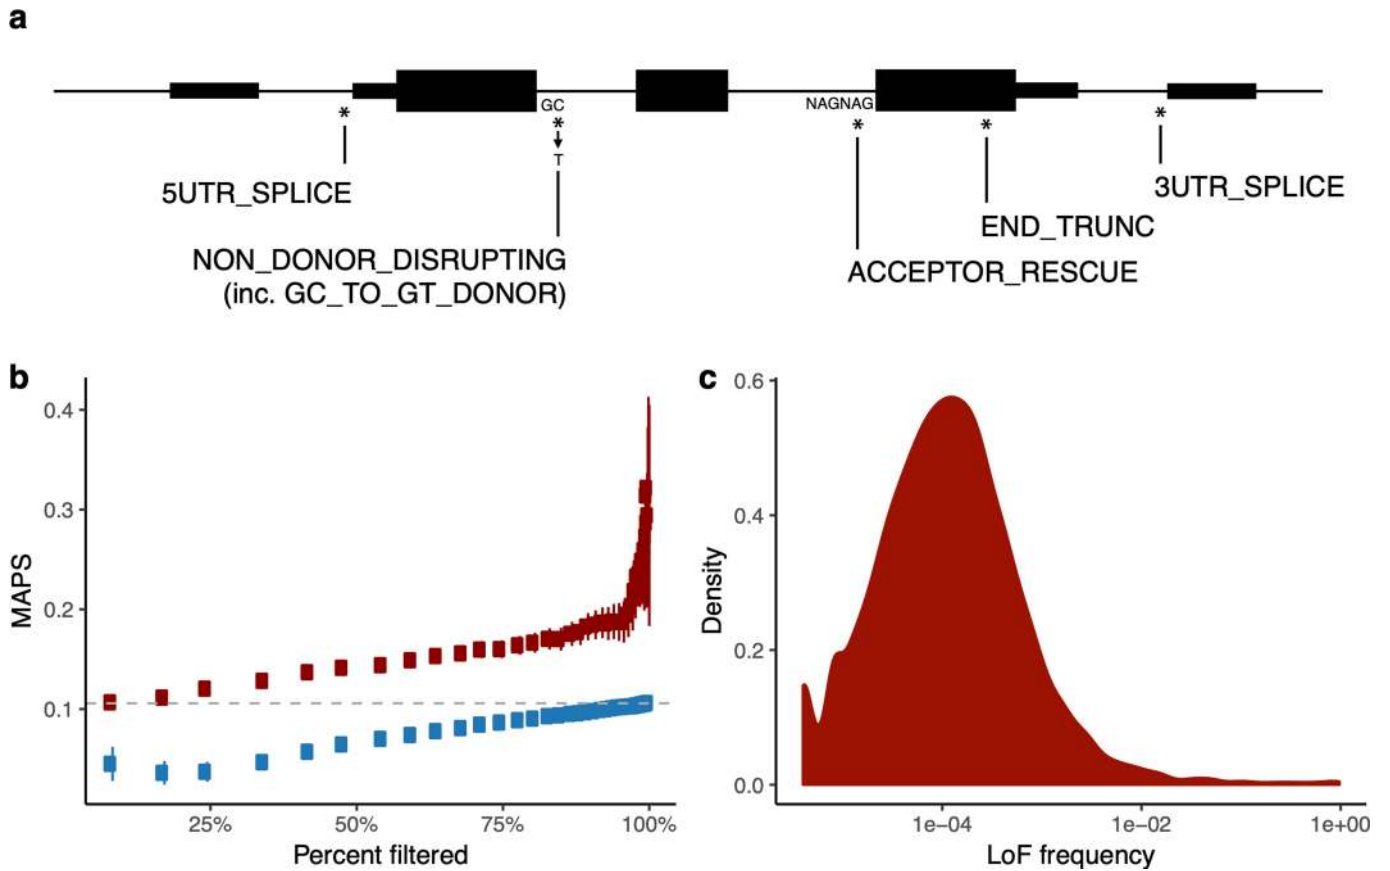 a
GC
NAGNAG
*
*
*
*
*
T
5UTR_SPLICE
3UTR_SPLICE
END_TRUNC
NON_DONOR_DISRUPTING
(inc. GC_TO_GT_DONOR)
ACCEPTOR_RESCUE
b
0.4
0.3
0.2
0.1
MAPS
25%
50%
75%
100%
Percent filtered
c
0.6
0.4
0.2
0.0
Density
1e-04
1e-02
1e+00
LoF frequency